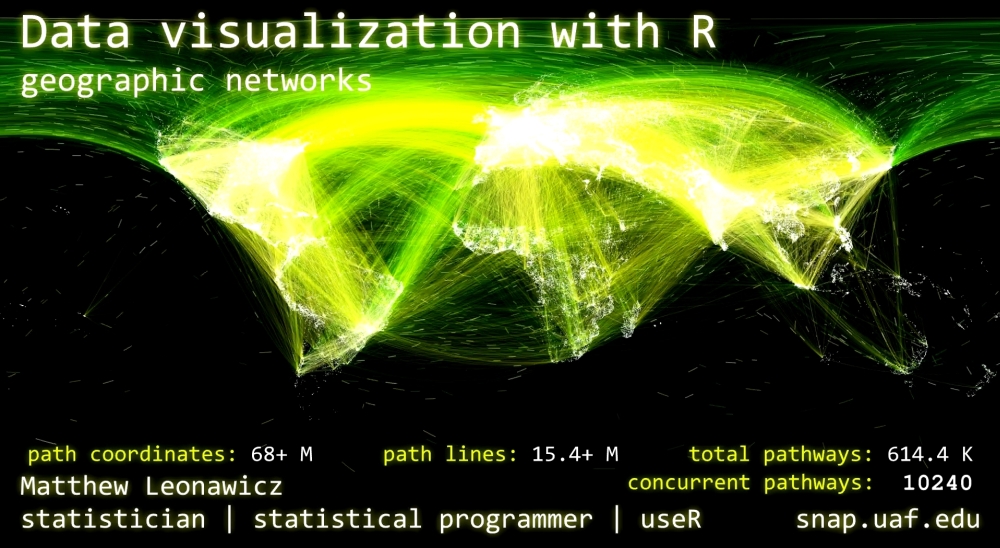 Data visualization with R
geographic networks
path coordinates: 68+ M path lines: 15.4+ M total pathways: 614.4 K
Matthew Leonawicz concurrent pathways: 10240
statistician | statistical programmer | useR snap.uaf.edu